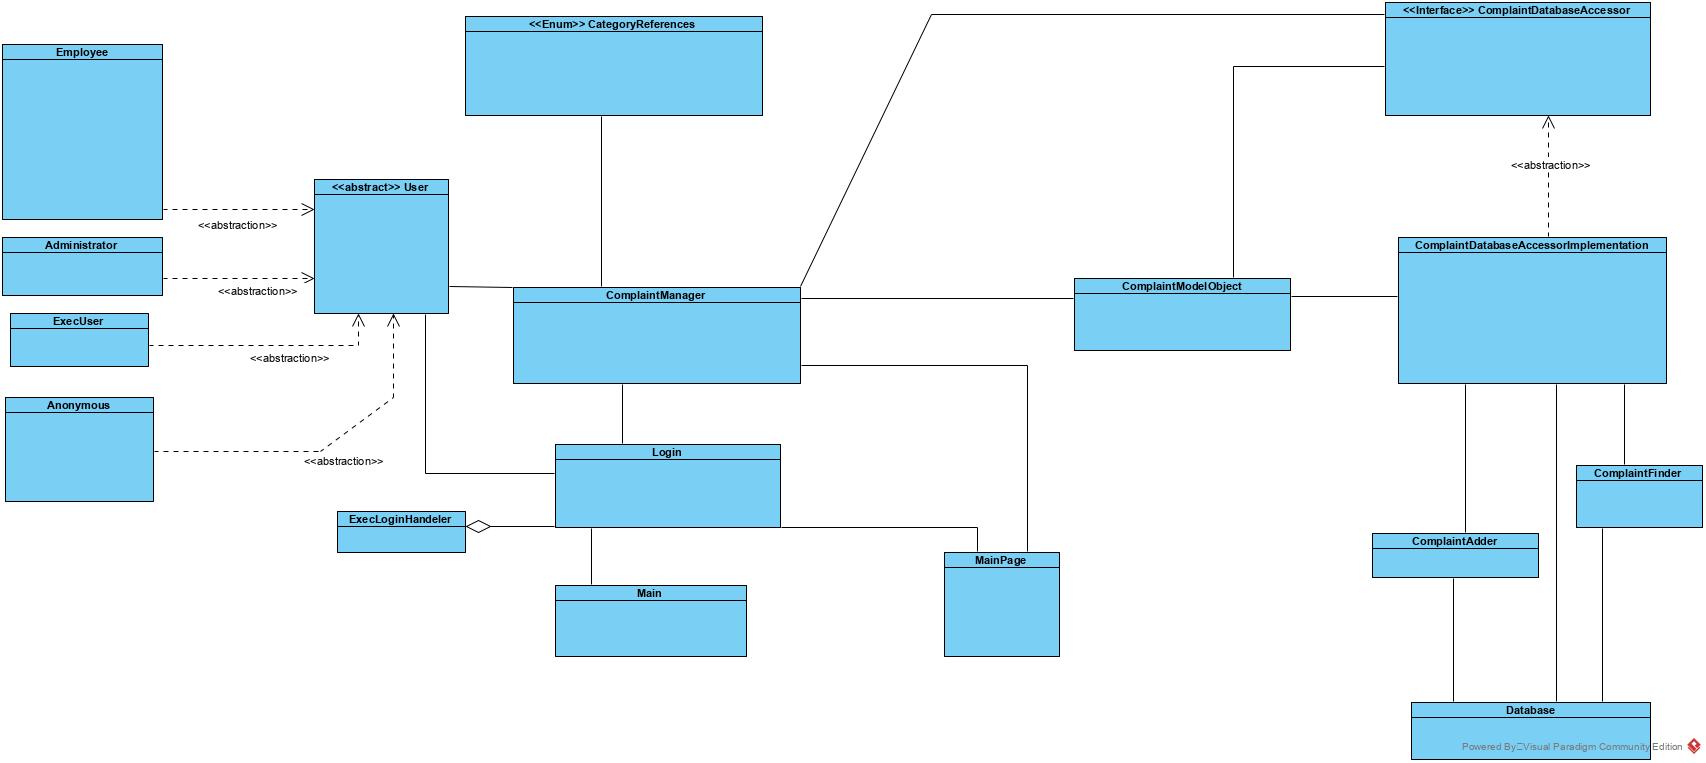 <<Enum>> CategoryReferences
<<Interface>> ComplaintDatabaseAccessor
Employee
<<abstraction>>
<<abstract>> User
<<abstraction>>
Administrator
ComplaintDatabaseAccessorImplementation
<<abstraction>>
ComplaintManager
ComplaintModelObject
ExecUser
<<abstraction>>
Anonymous
<<abstraction>>
Login
ComplaintFinder
ExecLoginHandeler
ComplaintAdder
MainPage
Main
Database
Powered By Visual Paradigm Community Edition